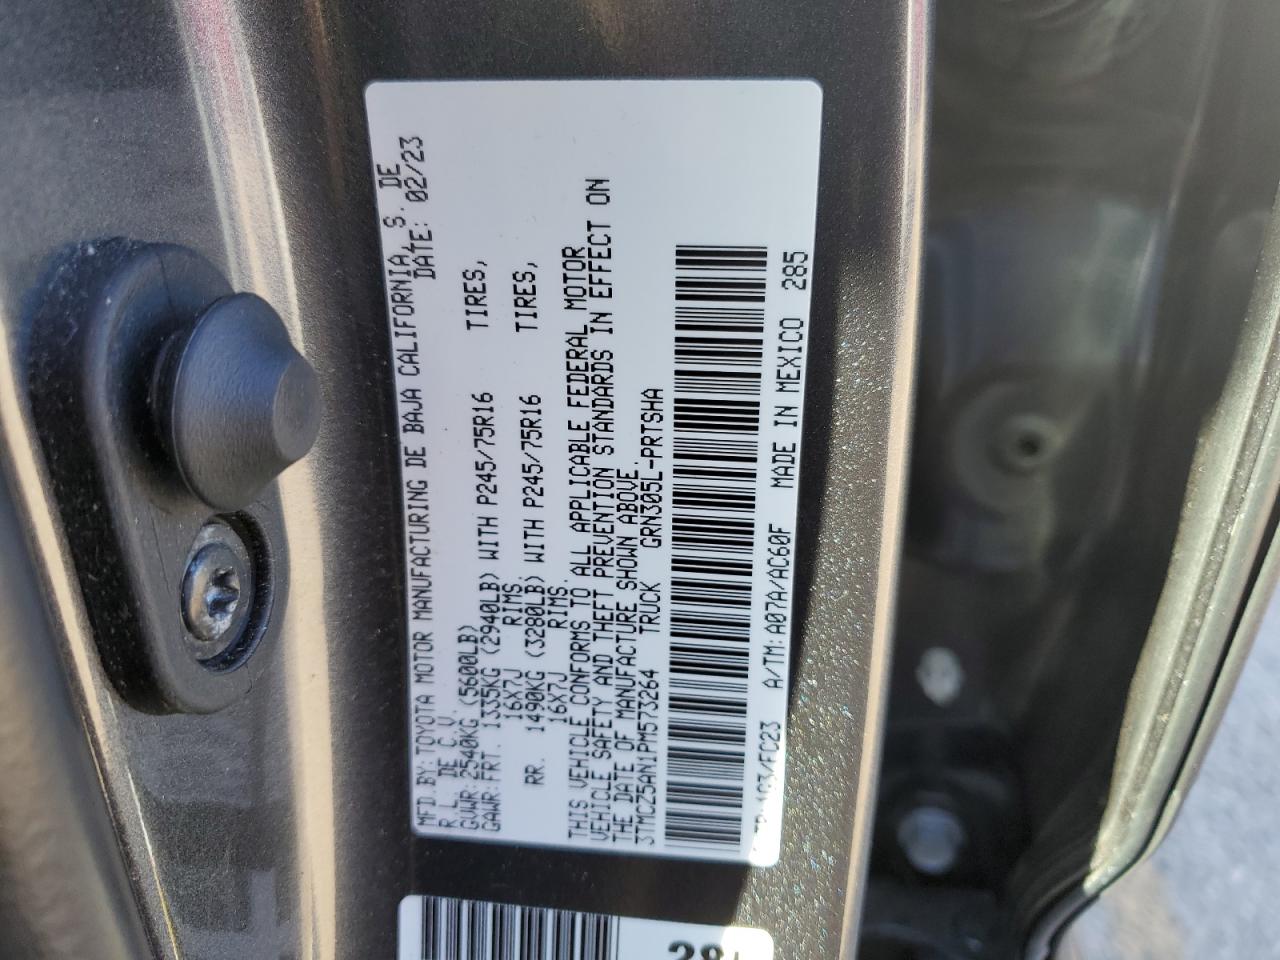 MFD BY: TOYOTA MOTOR MANUFACTURING DE BAJA CALIFORNIA, S. DE
R L. DE C V. DATE: 02/23
GVWR: 2540KG (5600LB)
GAWR: FRT. 1335KG (2940LB) WITH P245/75R16 TIRES,
16X7J RIMS.
RR. 1490KG (3280LB) WITH P245/75R16 TIRES,
16X7J RIMS.
THIS VEHICLE CONFORMS TO ALL APPLICABLE FEDERAL MOTOR
VEHICLE SAFETY AND THEFT PREVENTION STANDARDS IN EFFECT ON
THE DATE OF MANUFACTURE SHOWN ABOVE.
3TMCZ5AN1PM573264 TRUCK GRN305L-PRTSHA
1G3/FC23 A/TM: A07A/AC60F MADE IN MEXICO 285